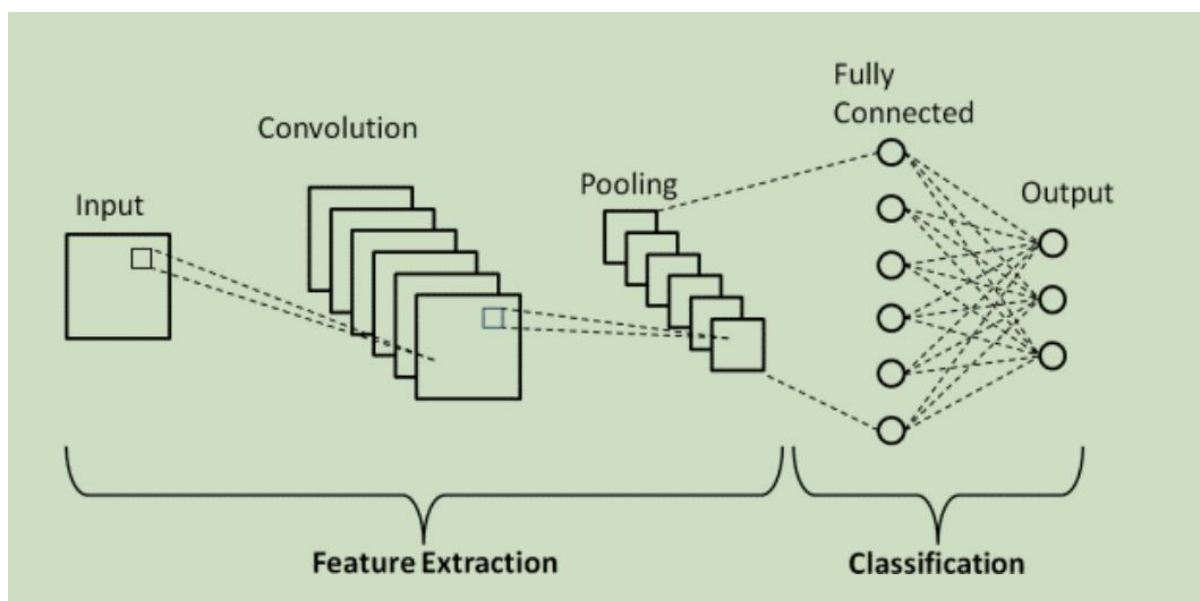 Input
Convolution
Pooling
Fully
Connected
Output
Feature Extraction
Classification